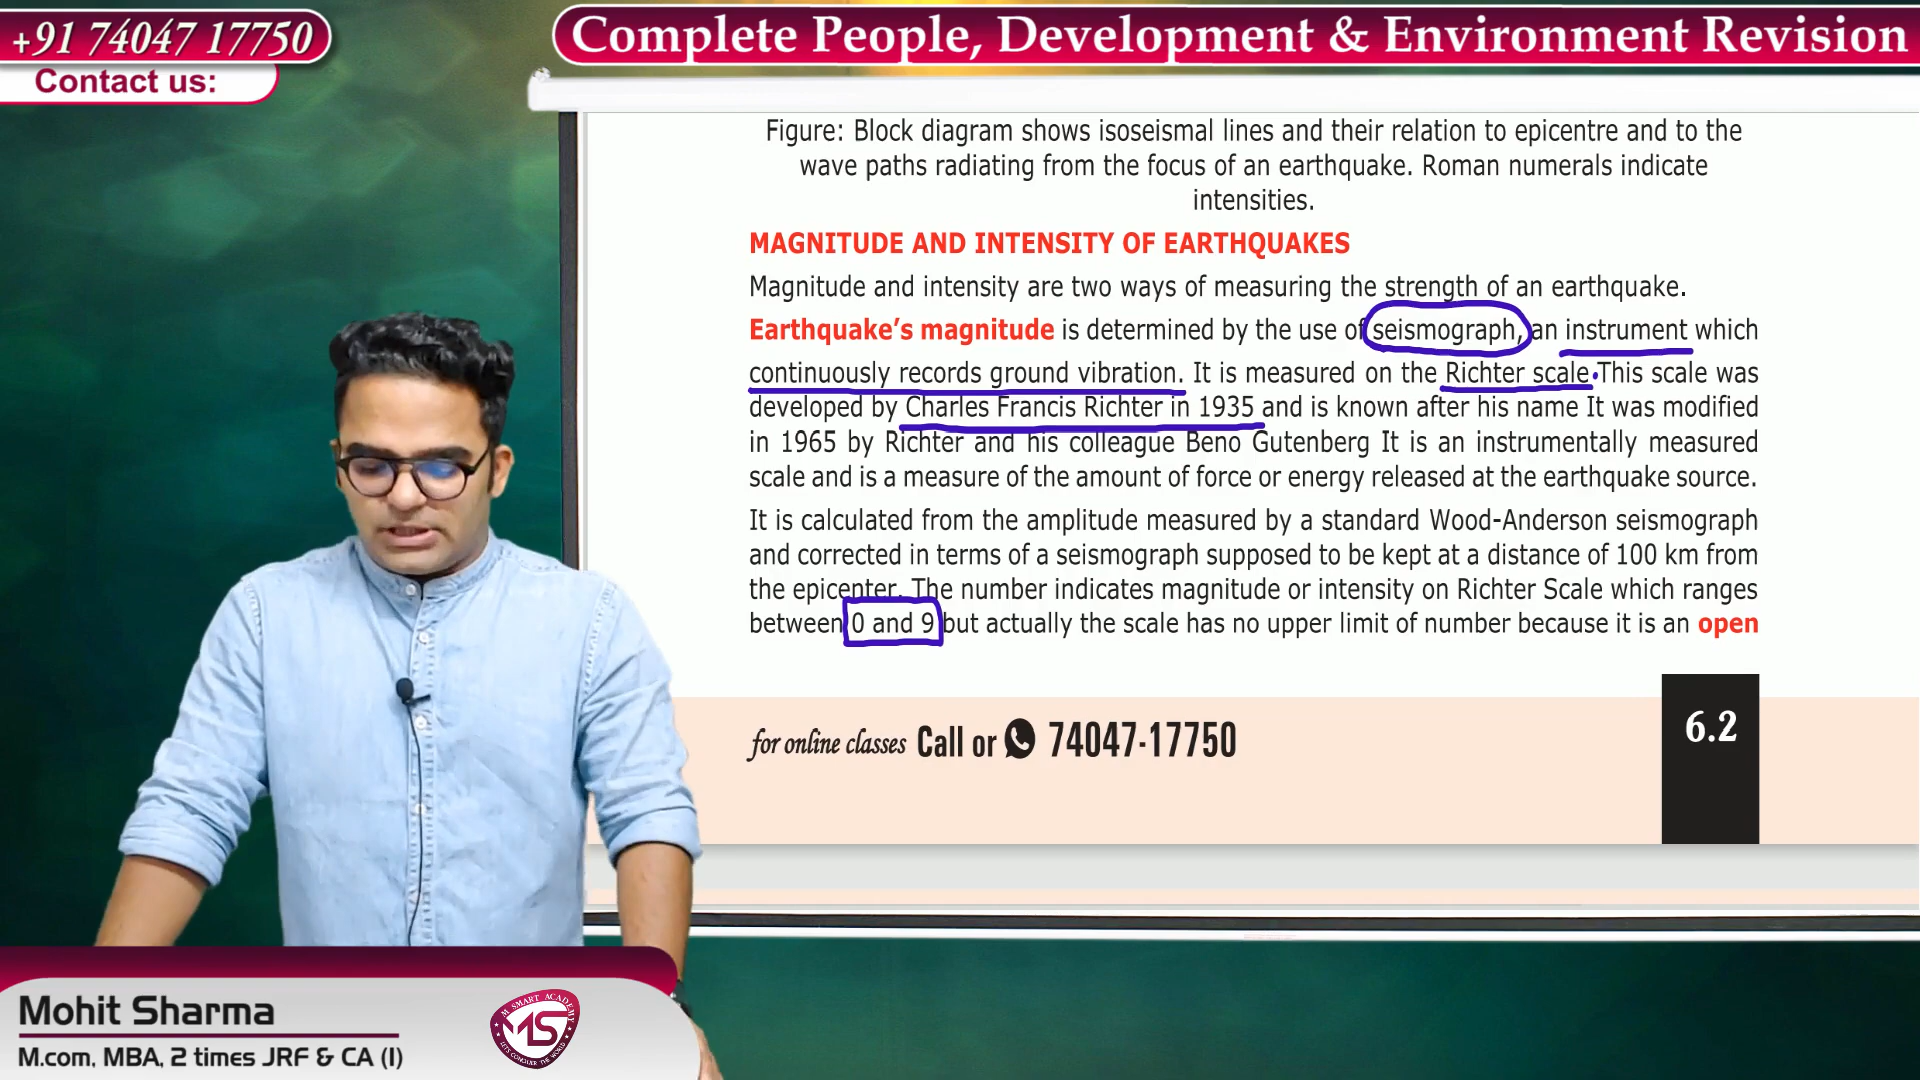 +91 74047 17750
Contact us:
Complete People, Development & Environment Revision
Figure: Block diagram shows isoseismal lines and their relation to epicentre and to the
wave paths radiating from the focus of an earthquake. Roman numerals indicate
intensities.
MAGNITUDE AND INTENSITY OF EARTHQUAKES
Magnitude and intensity are two ways of measuring the strength of an earthquake.
Earthquake's magnitude is determined by the use of seismograph, an instrument which
continuously records ground vibration. It is measured on the Richter scale. This scale was
developed by Charles Francis Richter in 1935 and is known after his name It was modified
in 1965 by Richter and his colleague Beno Gutenberg It is an instrumentally measured
scale and is a measure of the amount of force or energy released at the earthquake source.
It is calculated from the amplitude measured by a standard Wood-Anderson seismograph
and corrected in terms of a seismograph supposed to be kept at a distance of 100 km from
the epicenter. The number indicates magnitude or intensity on Richter Scale which ranges
between 0 and 9 but actually the scale has no upper limit of number because it is an open
for online classes Call or 74047-17750
6.2
Mohit Sharma
M.com, MBA, 2 times JRF & CA (I)
M SMART ACADEMY
MS
LETS CONQUER THE WORLD